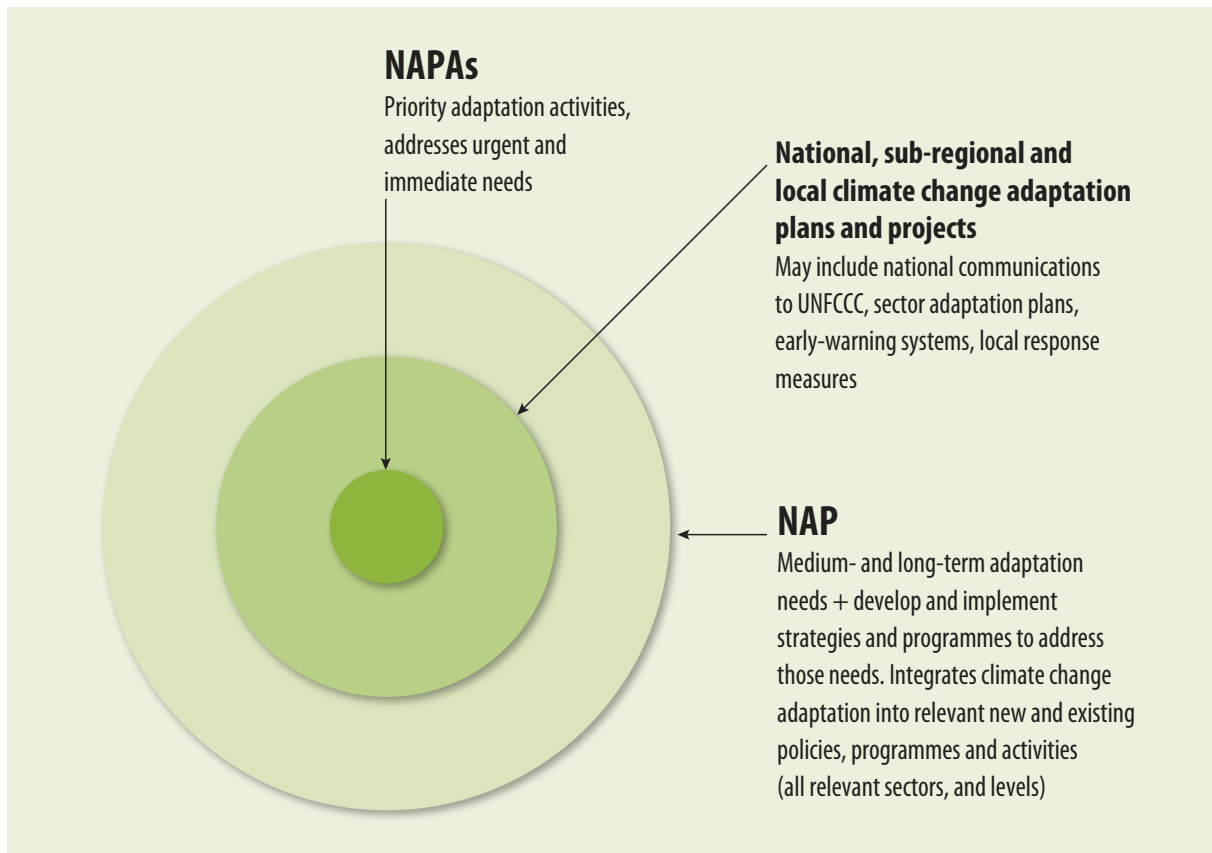 NAPAs
Priority adaptation activities,
addresses urgent and
immediate needs
National, sub-regional and
local climate change adaptation
plans and projects
May include national communications
to UNFCCC, sector adaptation plans,
early-warning systems, local response
measures
NAP
Medium- and long-term adaptation
needs + develop and implement
strategies and programmes to address
those needs. Integrates climate change
adaptation into relevant new and existing
policies, programmes and activities
(all relevant sectors, and levels)